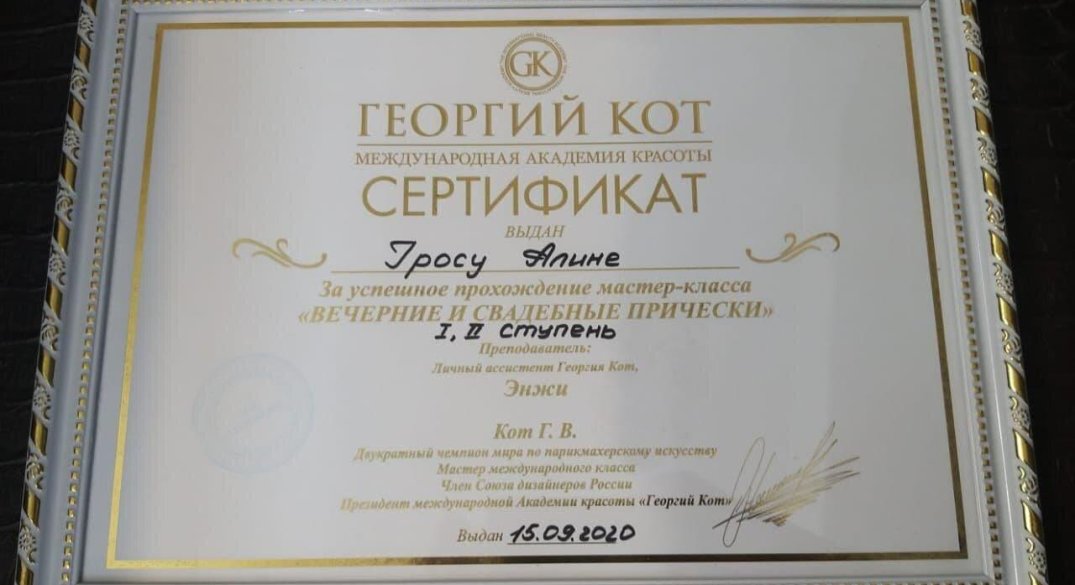 GK
ГЕОРГИЙ КОТ
МЕЖДУНАРОДНАЯ АКАДЕМИЯ КРАСОТЫ
СЕРТИФИКАТ
ВЫДАН
Гросу Алине
За успешное прохождение мастер-класса
«ВЕЧЕРНИЕ И СВАДЕБНЫЕ ПРИЧЕСКИ»
I, II ступень
Преподаватель:
Личный ассистент Георгия Кот,
Энжи
Кот Г. В.
Двукратный чемпион мира по парикмахерскому искусству
Мастер международного класса
Член Союза дизайнеров России
Президент международной Академии красоты «Георгий Кот»
Выдан 15.09.2020